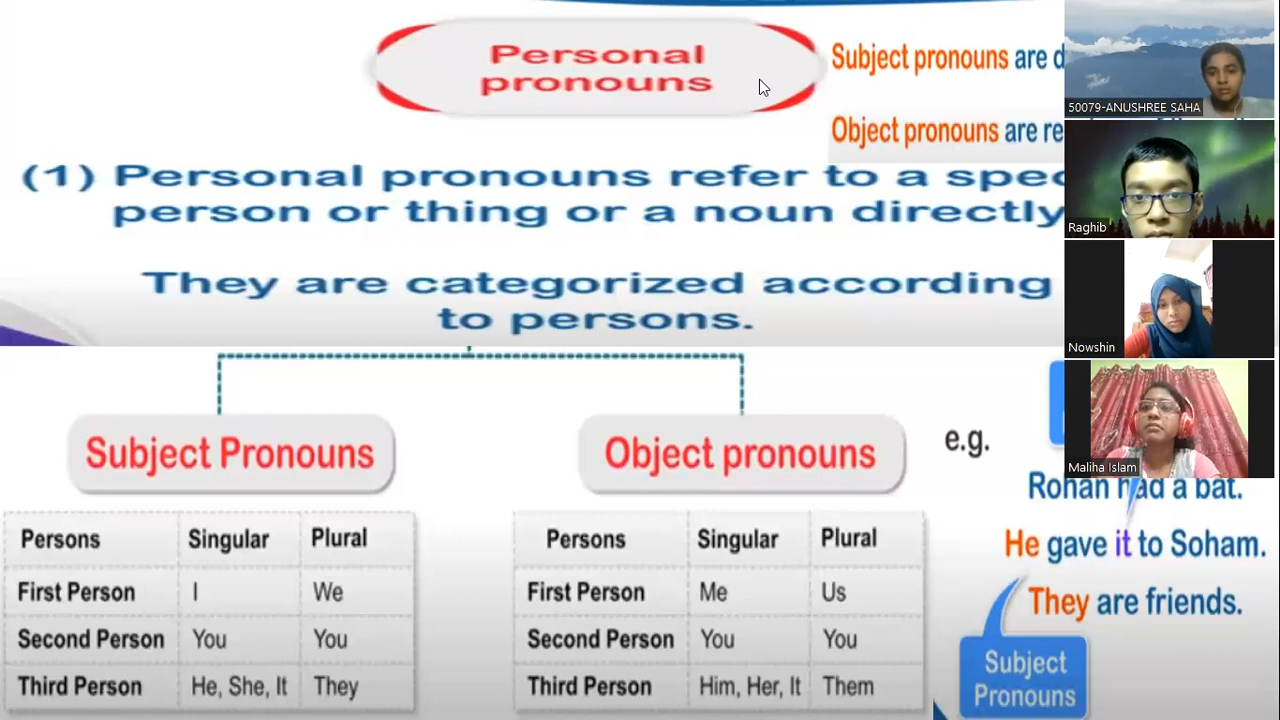 Personal
pronouns
Subject pronouns are
Object pronouns are
(1) Personal pronouns refer to a
person or thing or a noun directly
They are categorized according
to persons.
Subject Pronouns
Persons Singular Plural
First Person I We
Second Person You You
Third Person He, She, It They
Object pronouns
Persons Singular Plural
First Person Me Us
Second Person You You
Third Person Him, Her, It Them
e.g.
Rohan had a bat.
He gave it to Soham.
They are friends.
Subject
Pronouns
50079-ANUSHREE SAHA
Raghib
Nowshin
Maliha Islam